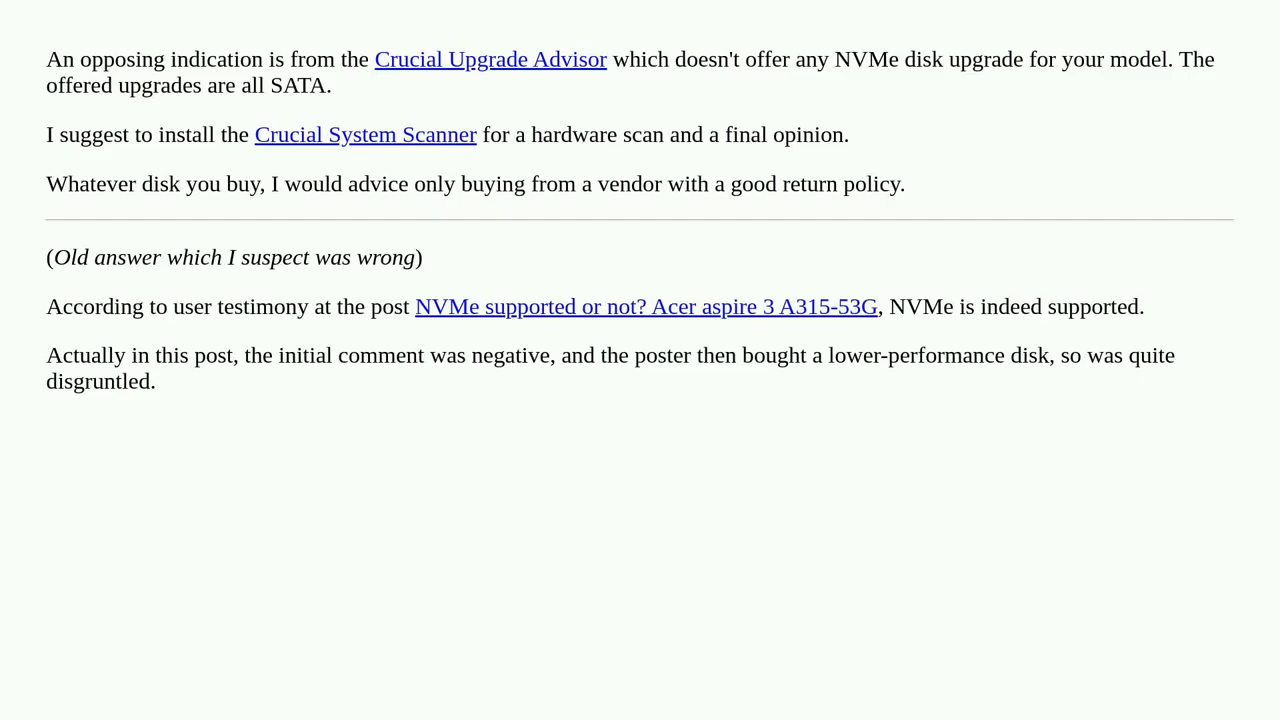 An opposing indication is from the Crucial Upgrade Advisor which doesn't offer any NVMe disk upgrade for your model. The
offered upgrades are all SATA.
I suggest to install the Crucial System Scanner for a hardware scan and a final opinion.
Whatever disk you buy, I would advice only buying from a vendor with a good return policy.
(Old answer which I suspect was wrong)
According to user testimony at the post NVMe supported or not? Acer aspire 3 A315-53G, NVMe is indeed supported.
Actually in this post, the initial comment was negative, and the poster then bought a lower-performance disk, so was quite
disgruntled.